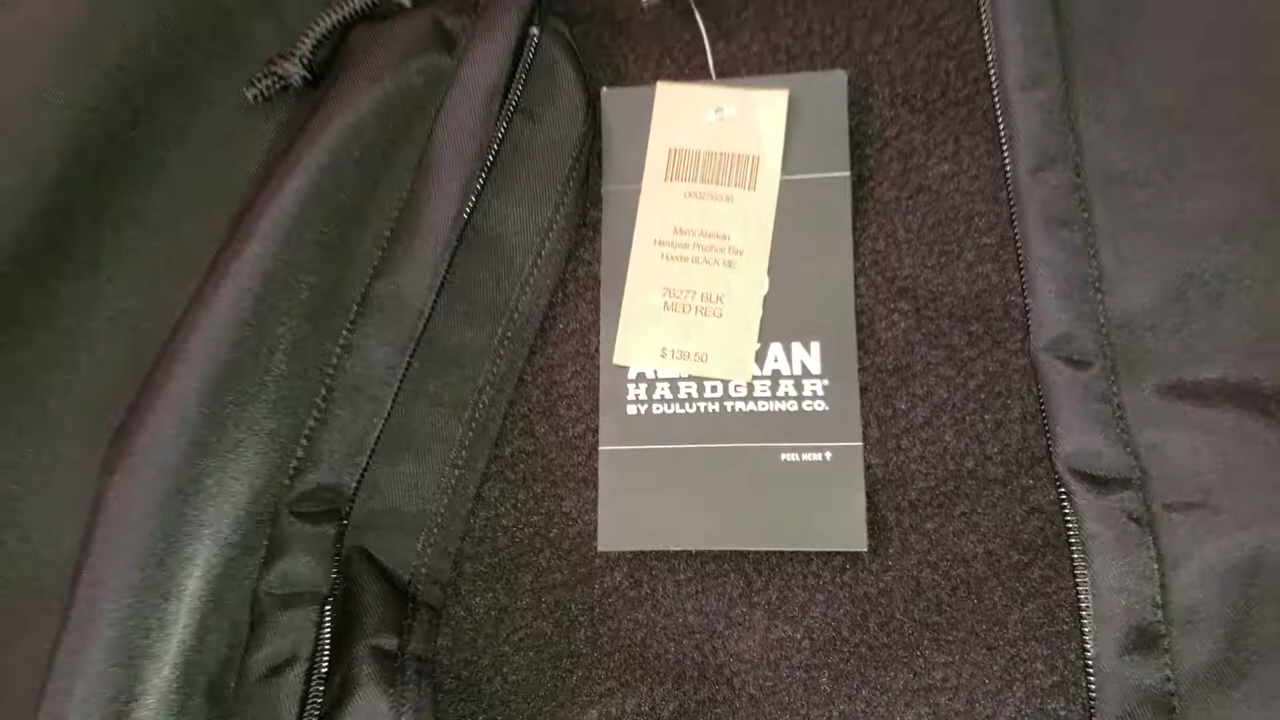 Men's Alaskan
Hardgear Prudhoe Bay
Hoodie BLACK ME
76277 BLK
MED REG
$139.50
KAN
HARDGEAR®
BY DULUTH TRADING CO.
PEEL HERE ↑